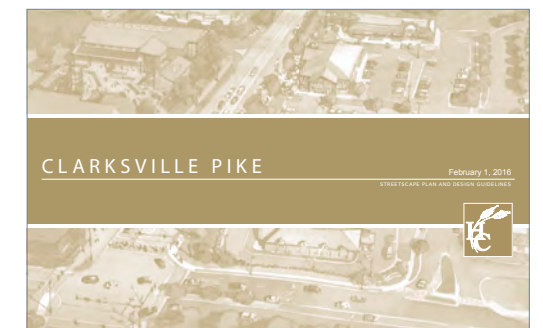 CLARKSVILLE PIKE
February 1, 2016
STREETSCAPE PLAN AND DESIGN GUIDELINES
HC